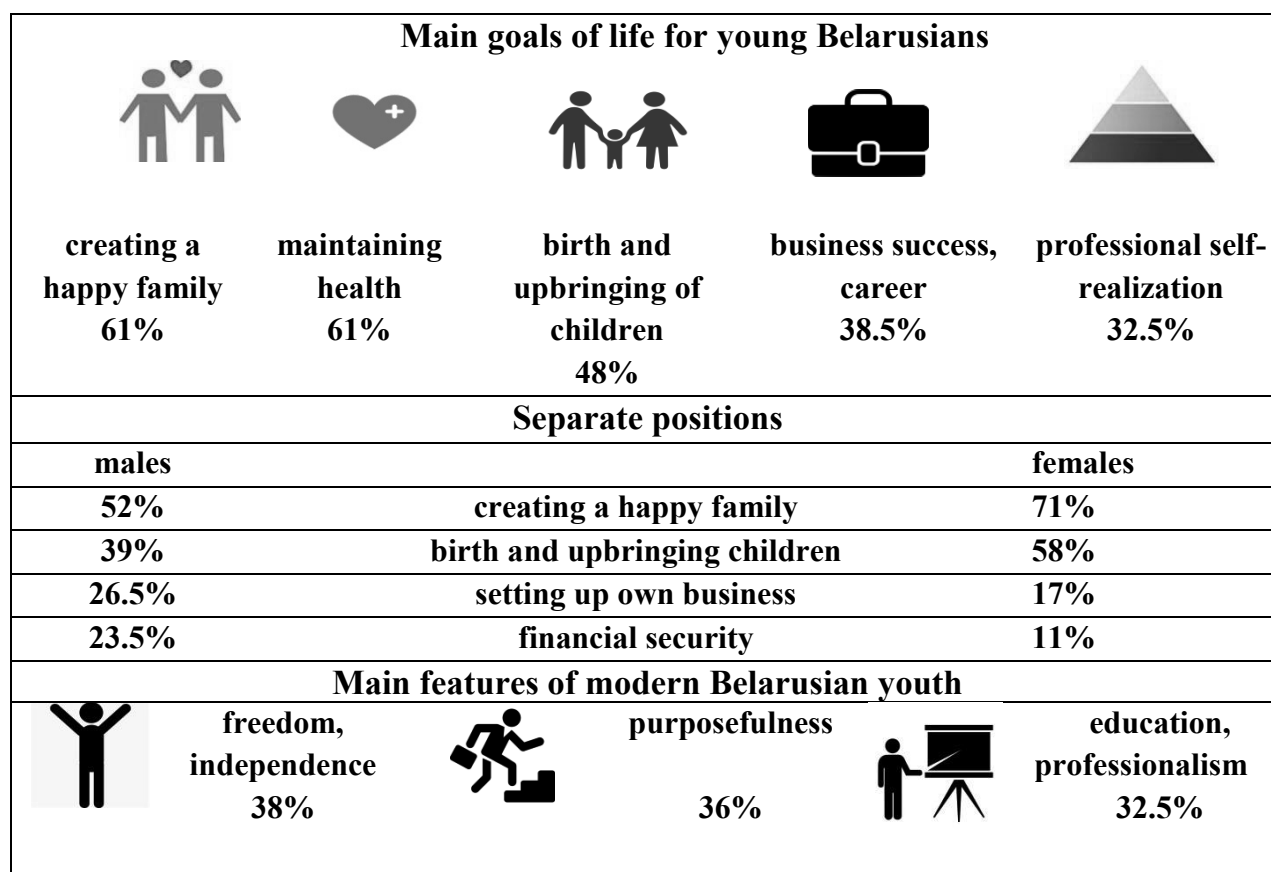 Main goals of life for young Belarusians
creating a happy family 61%
maintaining health 61%
birth and upbringing of children 48%
business success, career 38.5%
professional self-realization 32.5%
Separate positions
males females
52% creating a happy family 71%
39% birth and upbringing children 58%
26.5% setting up own business 17%
23.5% financial security 11%
Main features of modern Belarusian youth
freedom, independence 38%
purposefulness 36%
education, professionalism 32.5%